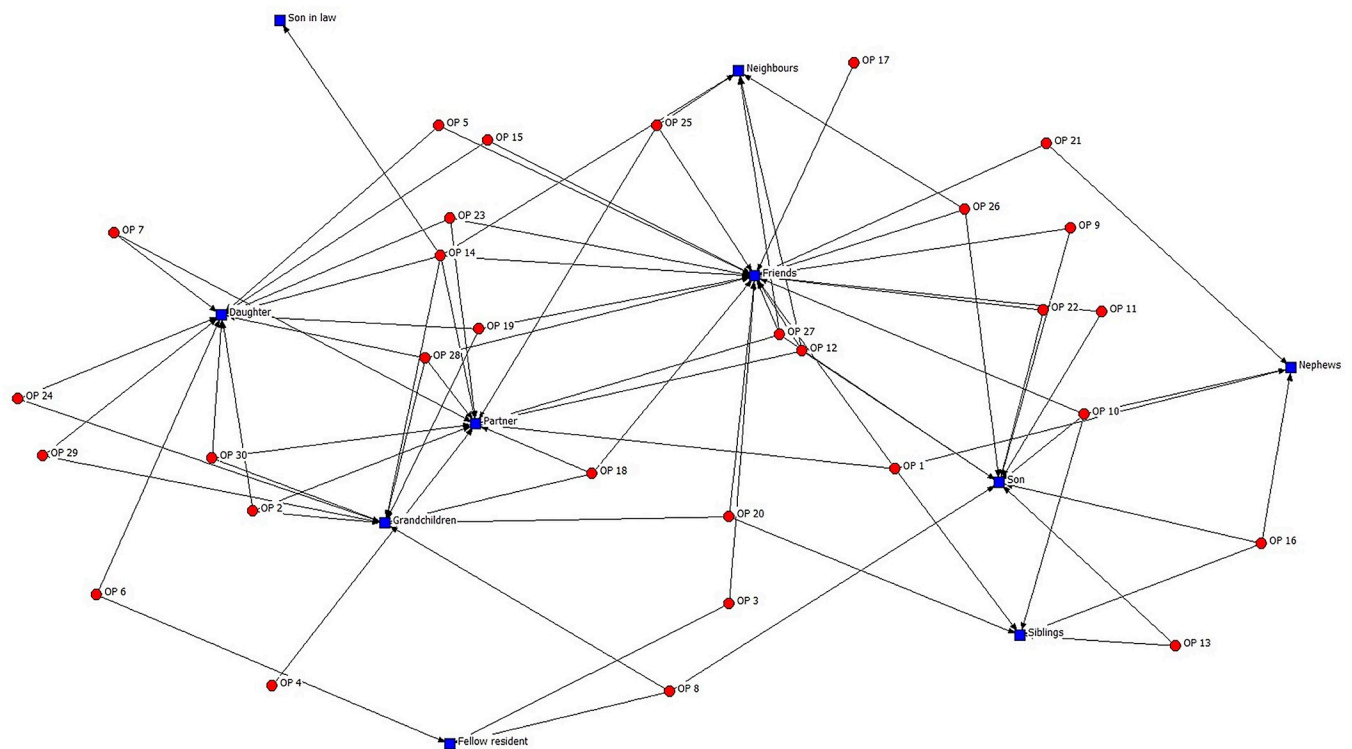 Son in law
OP 17
Neighbours
OP 5
OP 25
OP 15
OP 21
OP 26
OP 23
OP 9
OP 7
OP 14
Friends
OP 22
OP 11
Daughter
OP 19
OP 27
OP 12
OP 28
Nephews
OP 24
OP 10
Partner
OP 29
OP 30
OP 18
OP 1
Son
OP 2
Grandchildren
OP 20
OP 16
OP 6
OP 3
Siblings
OP 13
OP 4
OP 8
Fellow resident